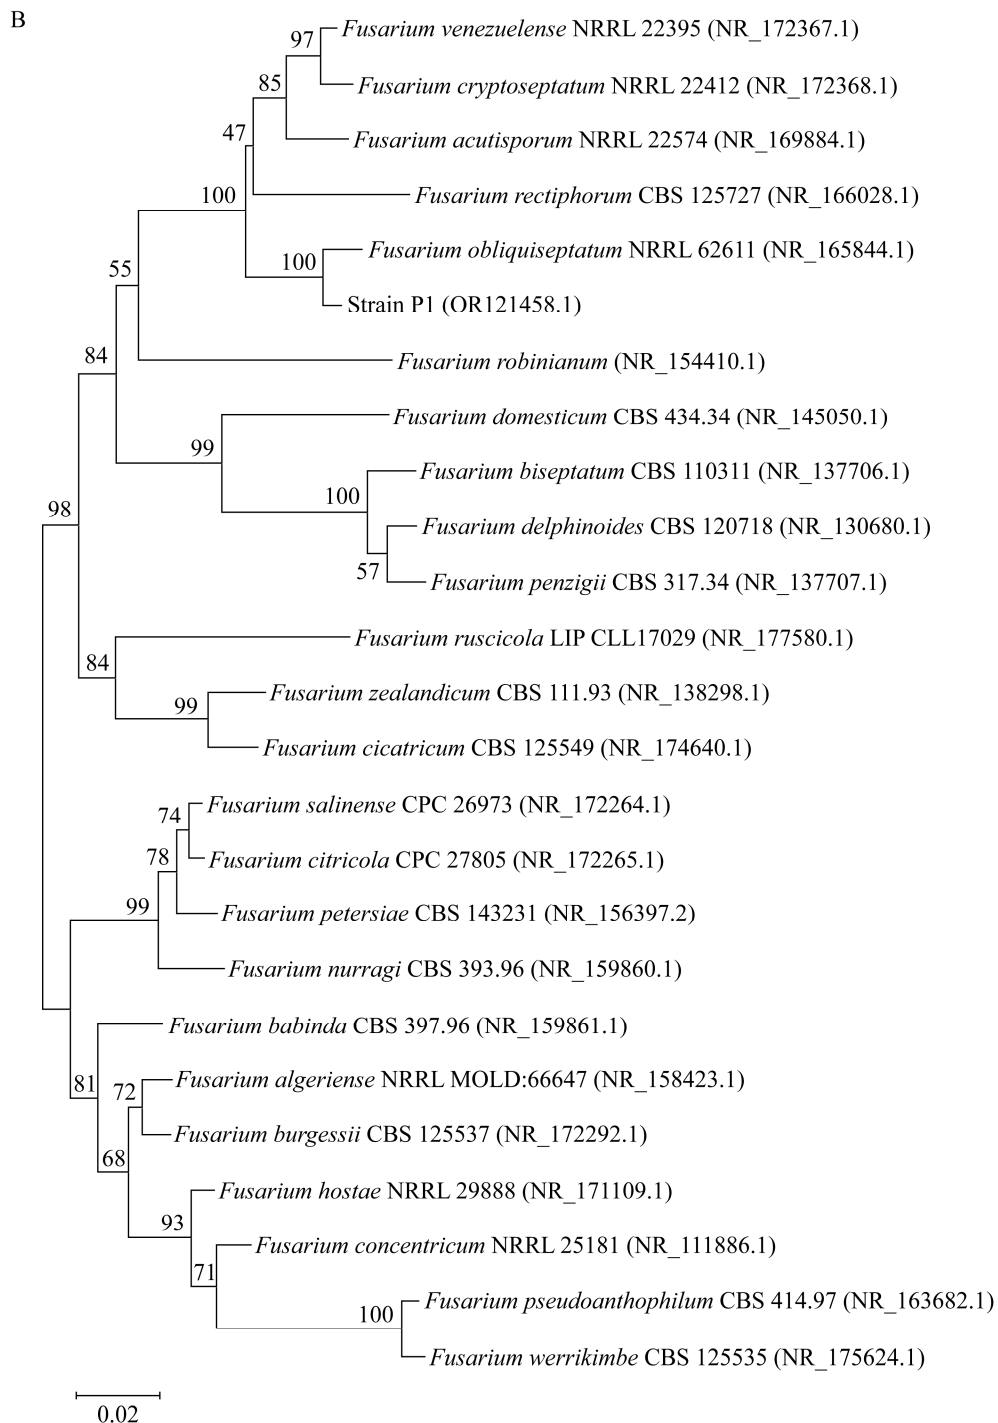 B
Fusarium venezuelense NRRL 22395 (NR_172367.1)
97
Fusarium cryptoseptatum NRRL 22412 (NR_172368.1)
85
Fusarium acutisporum NRRL 22574 (NR_169884.1)
47
Fusarium rectiphorum CBS 125727 (NR_166028.1)
100
Fusarium obliquiseptatum NRRL 62611 (NR_165844.1)
100
55
Strain P1 (OR121458.1)
84
Fusarium robinianum (NR_154410.1)
Fusarium domesticum CBS 434.34 (NR_145050.1)
99
Fusarium biseptatum CBS 110311 (NR_137706.1)
100
98
Fusarium delphinoides CBS 120718 (NR_130680.1)
57
Fusarium penzigii CBS 317.34 (NR_137707.1)
Fusarium ruscicola LIP CLL17029 (NR_177580.1)
84
Fusarium zealandicum CBS 111.93 (NR_138298.1)
99
Fusarium cicatricum CBS 125549 (NR_174640.1)
Fusarium salinense CPC 26973 (NR_172264.1)
74
78
Fusarium citricola CPC 27805 (NR_172265.1)
99
Fusarium petersiae CBS 143231 (NR_156397.2)
Fusarium nurragi CBS 393.96 (NR_159860.1)
Fusarium babinda CBS 397.96 (NR_159861.1)
81
Fusarium algeriense NRRL MOLD:66647 (NR_158423.1)
72
Fusarium burgessii CBS 125537 (NR_172292.1)
68
Fusarium hostae NRRL 29888 (NR_171109.1)
93
Fusarium concentricum NRRL 25181 (NR_111886.1)
71
Fusarium pseudoanthophilum CBS 414.97 (NR_163682.1)
100
Fusarium werrikimbe CBS 125535 (NR_175624.1)
0.02